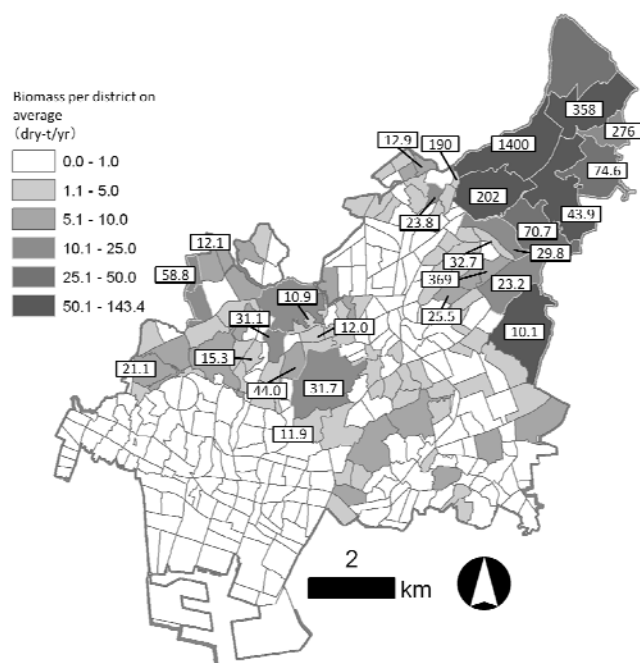 Biomass per district on
average
(dry-t/yr)
0.0 - 1.0
1.1 - 5.0
5.1 - 10.0
10.1 - 25.0
25.1 - 50.0
50.1 - 143.4
358
276
1400
190
12.9
74.6
202
43.9
23.8
70.7
29.8
32.7
369
23.2
25.5
10.1
12.1
58.8
10.9
31.1
12.0
15.3
21.1
44.0
31.7
11.9
2
km